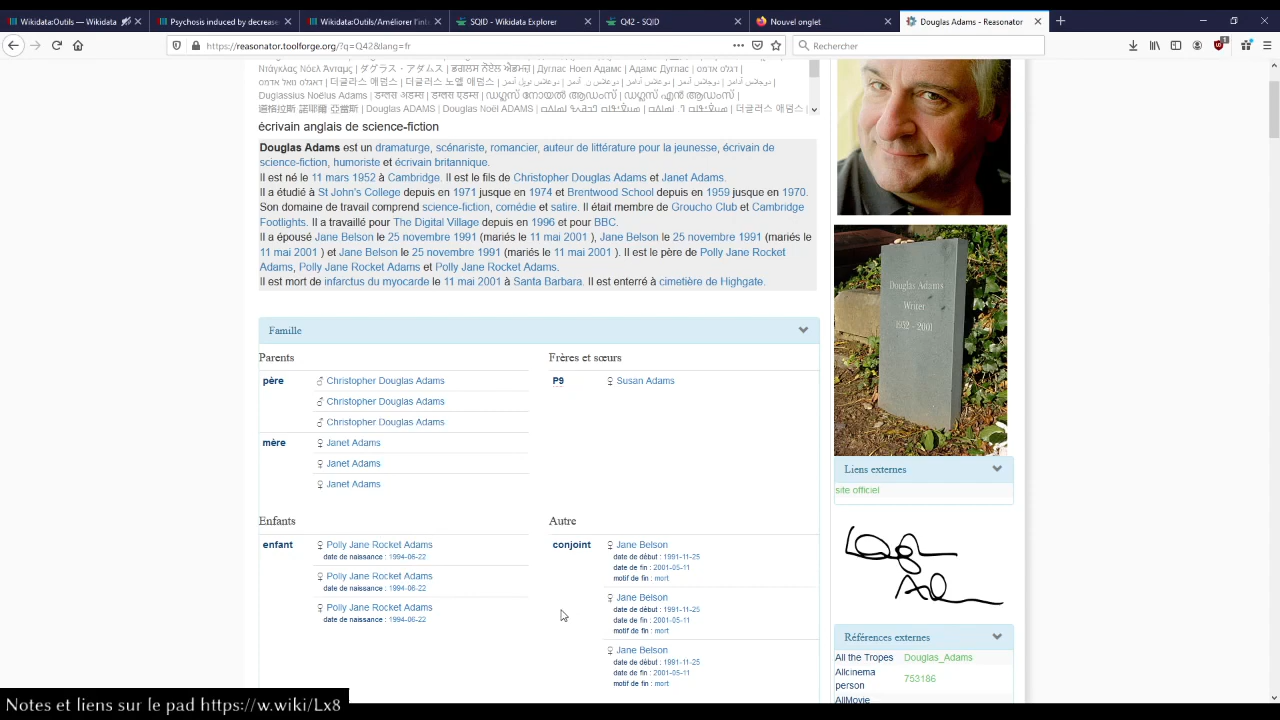 Wikidata:Outils —
Psychosis induced by decrease
Wikidata:Outils/Améliorer l'inte
SQID – Wikidata Explorer
Q42 - SQID
Nouvel onglet
Douglas Adams - Reasonator
https://reasonator.toolforge.org/?q=Q42&lang=fr
Rechercher
écrivain anglais de science-fiction
Douglas Adams est un dramaturge, scénariste, romancier, auteur de littérature pour la jeunesse, écrivain de
science-fiction, humoriste et écrivain britannique.
Il est né le 11 mars 1952 à Cambridge. Il est le fils de Christopher Douglas Adams et Janet Adams.
Il a étudié à St John's College depuis en 1971 jusque en 1974 et Brentwood School depuis en 1959 jusque en 1970.
Son domaine de travail comprend science-fiction, comédie et satire. Il était membre de Groucho Club et Cambridge
Footlights. Il a travaillé pour The Digital Village depuis en 1996 et pour BBC.
Il a épousé Jane Belson le 25 novembre 1991 (mariés le 11 mai 2001 ), Jane Belson le 25 novembre 1991 (mariés le
11 mai 2001 ) et Jane Belson le 25 novembre 1991 (mariés le 11 mai 2001 ). Il est le père de Polly Jane Rocket
Adams, Polly Jane Rocket Adams et Polly Jane Rocket Adams.
Il est mort de infarctus du myocarde le 11 mai 2001 à Santa Barbara. Il est enterré à cimetière de Highgate.
Famille
Parents
père
♂ Christopher Douglas Adams
♂ Christopher Douglas Adams
♂ Christopher Douglas Adams
mère
♀ Janet Adams
♀ Janet Adams
♀ Janet Adams
Frères et sœurs
P9
♀ Susan Adams
Enfants
enfant
♀ Polly Jane Rocket Adams
date de naissance : 1994-06-22
♀ Polly Jane Rocket Adams
date de naissance : 1994-06-22
♀ Polly Jane Rocket Adams
date de naissance : 1994-06-22
Autre
conjoint
♀ Jane Belson
date de début : 1991-11-25
date de fin : 2001-05-11
motif de fin : mort
♀ Jane Belson
date de début : 1991-11-25
date de fin : 2001-05-11
motif de fin : mort
♀ Jane Belson
date de début : 1991-11-25
date de fin : 2001-05-11
motif de fin : mort
Douglas Adams
Writer
1952 - 2001
Liens externes
site officiel
Références externes
All the Tropes
Douglas_Adams
Allcinema
person
753186
AllMovie
Notes et liens sur le pad https://w.wiki/Lx8